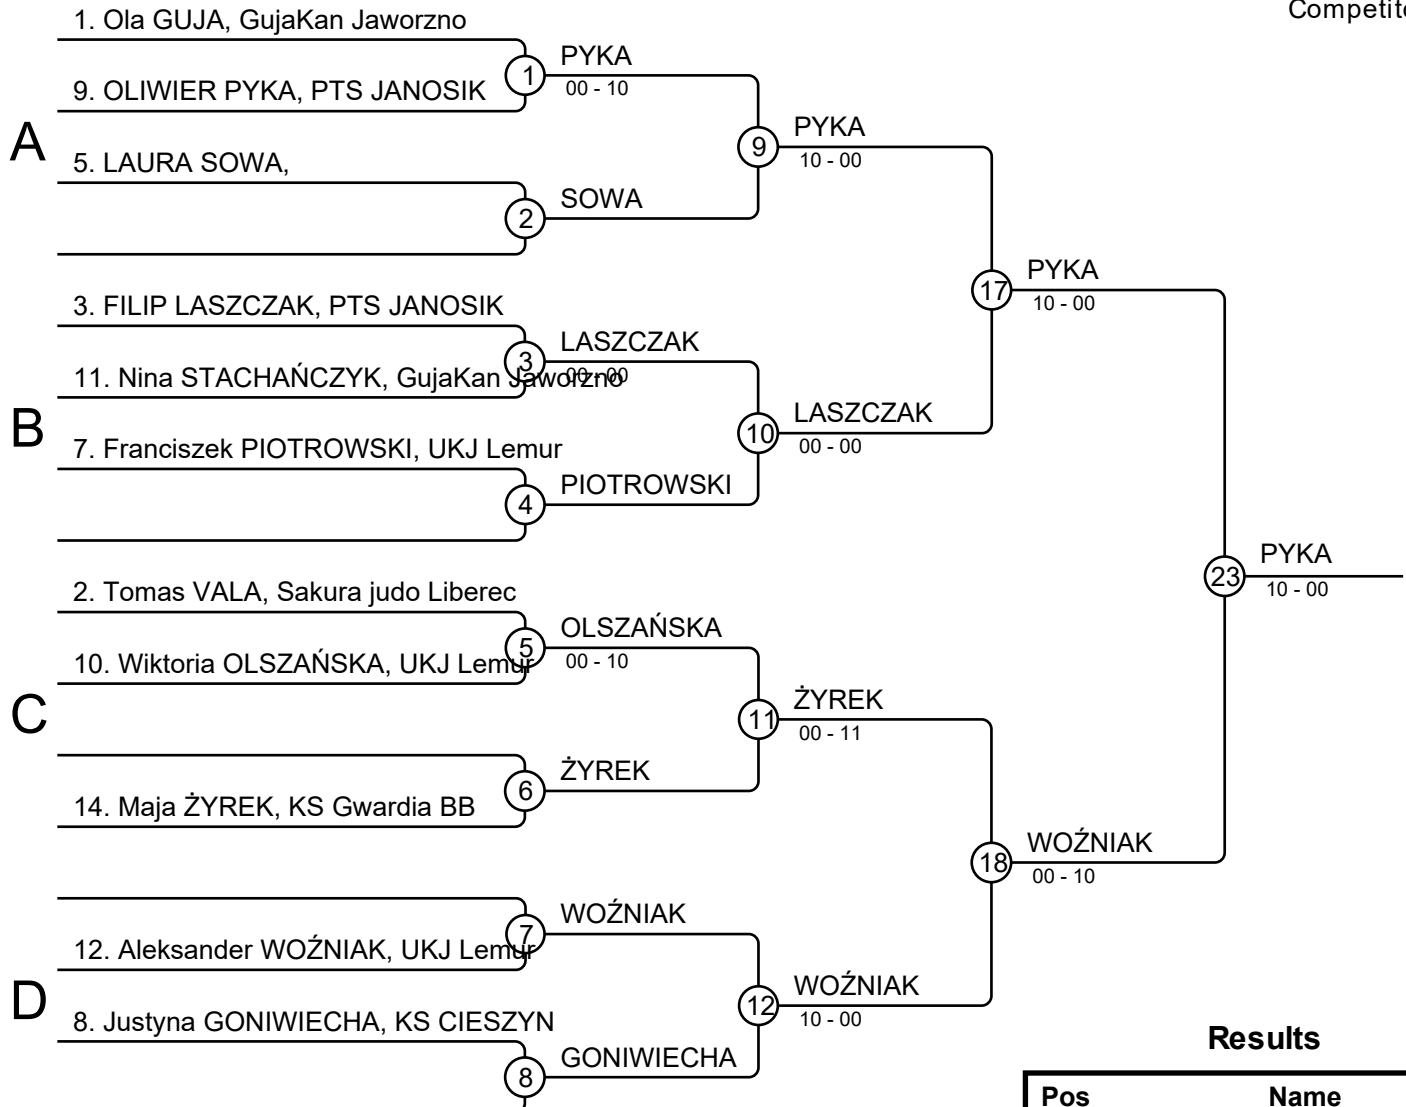 Competit
1. Ola GUJA, GujaKan Jaworzno
1
PYKA
00 - 10
9. OLIWIER PYKA, PTS JANOSIK
A
9
PYKA
10 - 00
5. LAURA SOWA,
2
SOWA
17
PYKA
10 - 00
3. FILIP LASZCZAK, PTS JANOSIK
3
LASZCZAK
00 - 00
11. Nina STACHAŃCZYK, GujaKan Jaworzno
B
10
LASZCZAK
00 - 00
7. Franciszek PIOTROWSKI, UKJ Lemur
4
PIOTROWSKI
23
PYKA
10 - 00
2. Tomas VALA, Sakura judo Liberec
5
OLSZAŃSKA
00 - 10
10. Wiktoria OLSZAŃSKA, UKJ Lemur
C
11
ŻYREK
00 - 11
6
ŻYREK
14. Maja ŻYREK, KS Gwardia BB
18
WOŹNIAK
00 - 10
7
WOŹNIAK
12. Aleksander WOŹNIAK, UKJ Lemur
D
12
WOŹNIAK
10 - 00
8. Justyna GONIWIECHA, KS CIESZYN
8
GONIWIECHA
Results
Pos Name